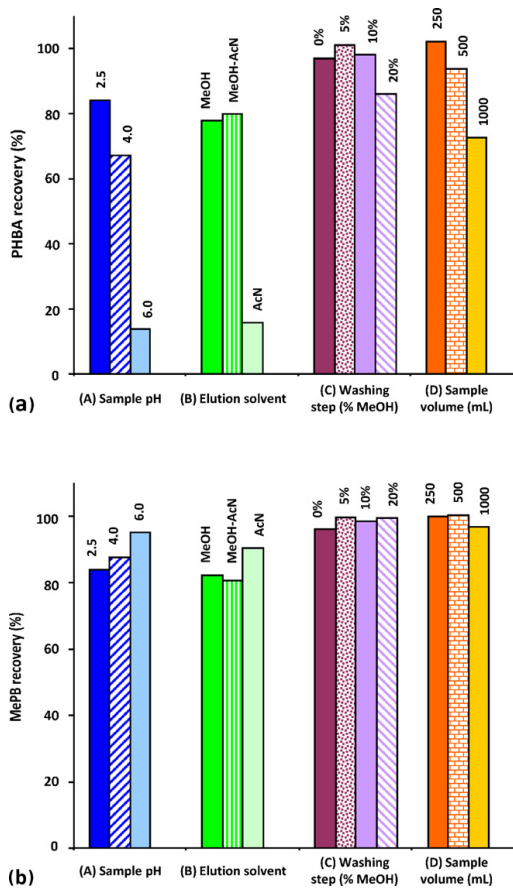 PHBA recovery (%)
100
80
60
40
20
0
2.5
4.0
6.0
MeOH
MeOH-AcN
AcN
0%
5%
10%
20%
250
500
1000
(A) Sample pH
(B) Elution solvent
(C) Washing
step (% MeOH)
(D) Sample
volume (mL)
(a)
MePB recovery (%)
100
80
60
40
20
0
2.5
4.0
6.0
MeOH
MeOH-AcN
AcN
0%
5%
10%
20%
250
500
1000
(A) Sample pH
(B) Elution solvent
(C) Washing
step (% MeOH)
(D) Sample
volume (mL)
(b)